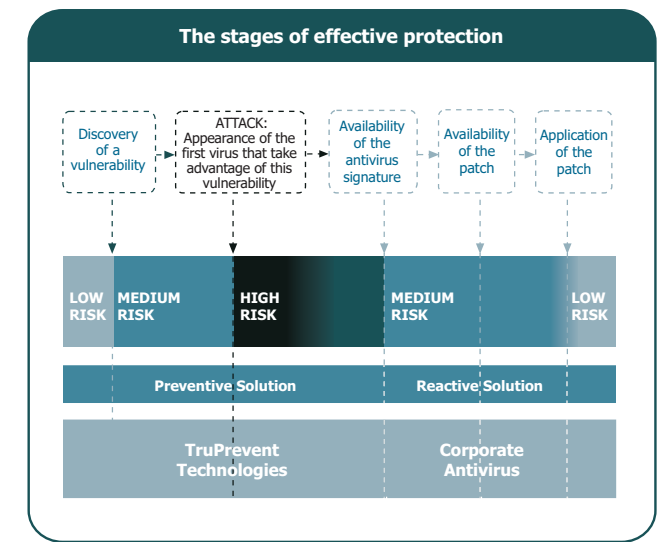 The stages of effective protection
Discovery
of a
vulnerability
ATTACK:
Appearance of the
first virus that take
advantage of this
vulnerability
Availability
of the
antivirus
signature
Availability
of the
patch
Application
of the
patch
LOW
RISK
MEDIUM
RISK
HIGH
RISK
MEDIUM
RISK
LOW
RISK
Preventive Solution
Reactive Solution
TruPrevent
Technologies
Corporate
Antivirus